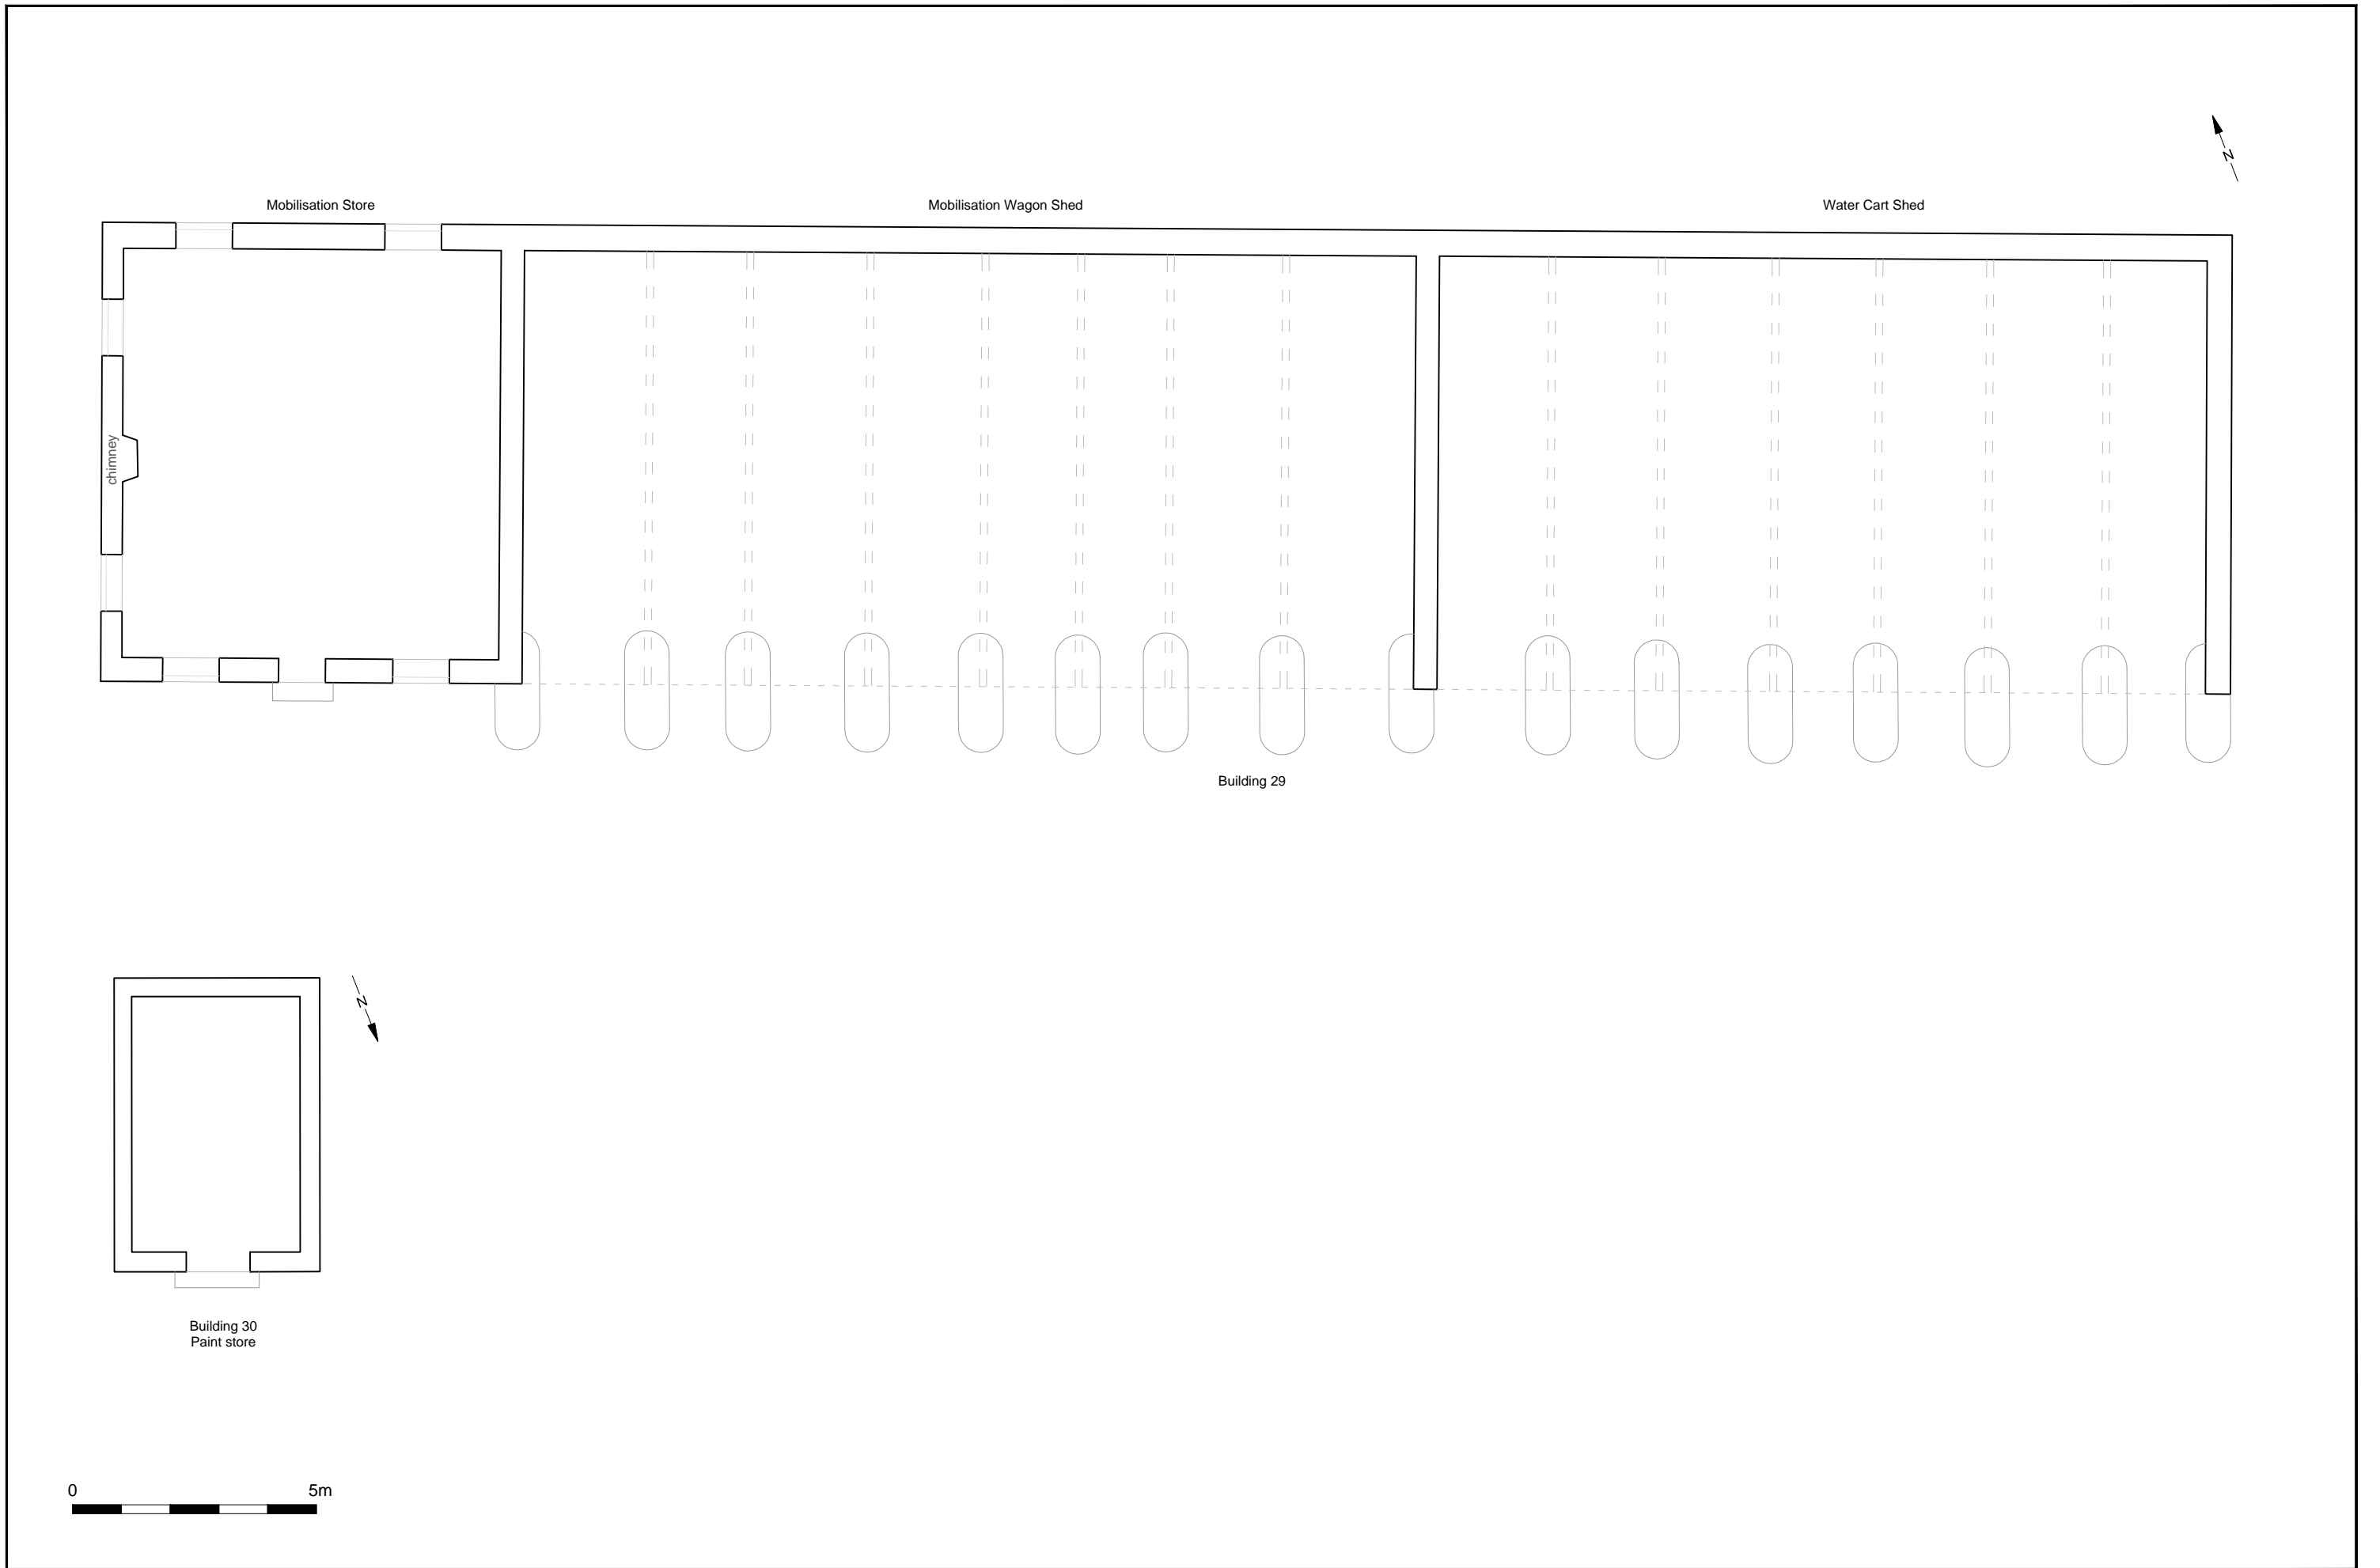 Mobilisation Store
Mobilisation Wagon Shed
Water Cart Shed
N
chimney
Building 29
N
Building 30
Paint store
0 5m